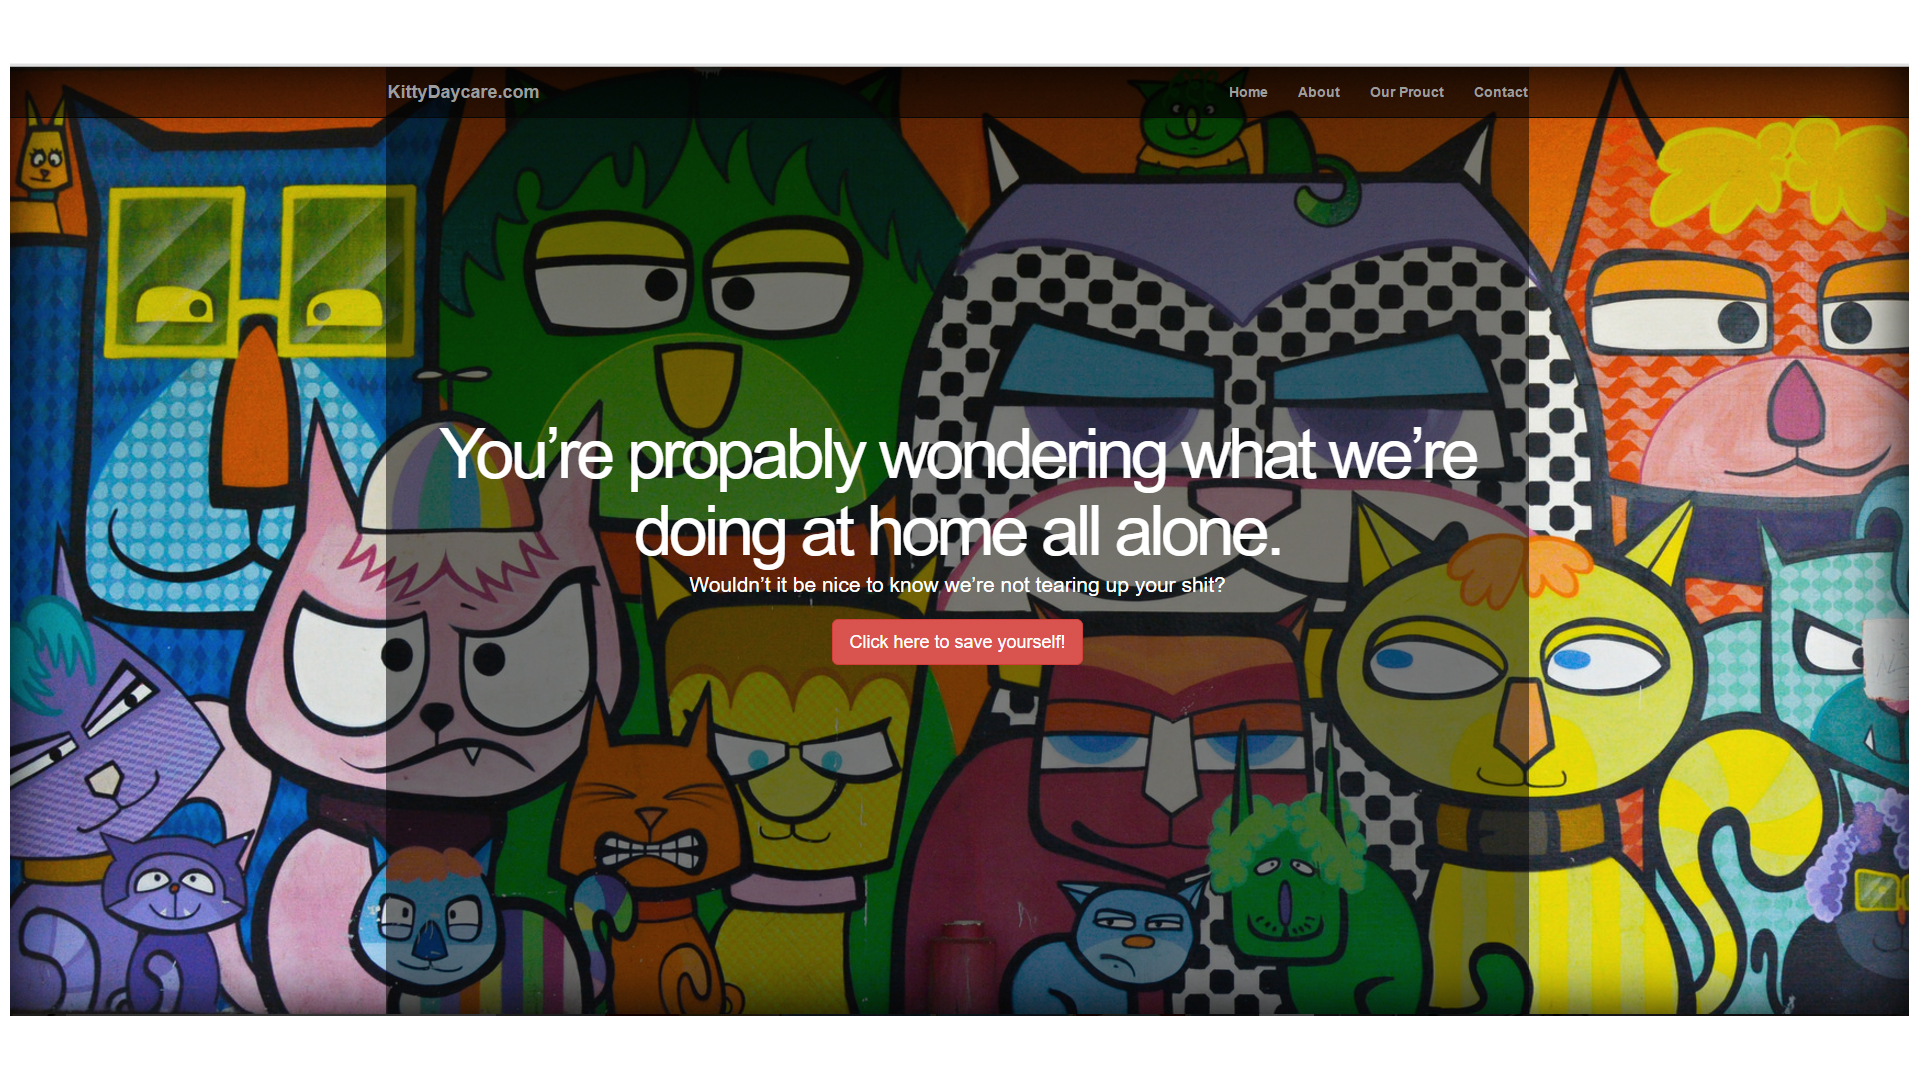 KittyDaycare.com
Home About Our Prouct Contact
You’re propably wondering what we’re
doing at home all alone.
Wouldn’t it be nice to know we’re not tearing up your shit?
Click here to save yourself!